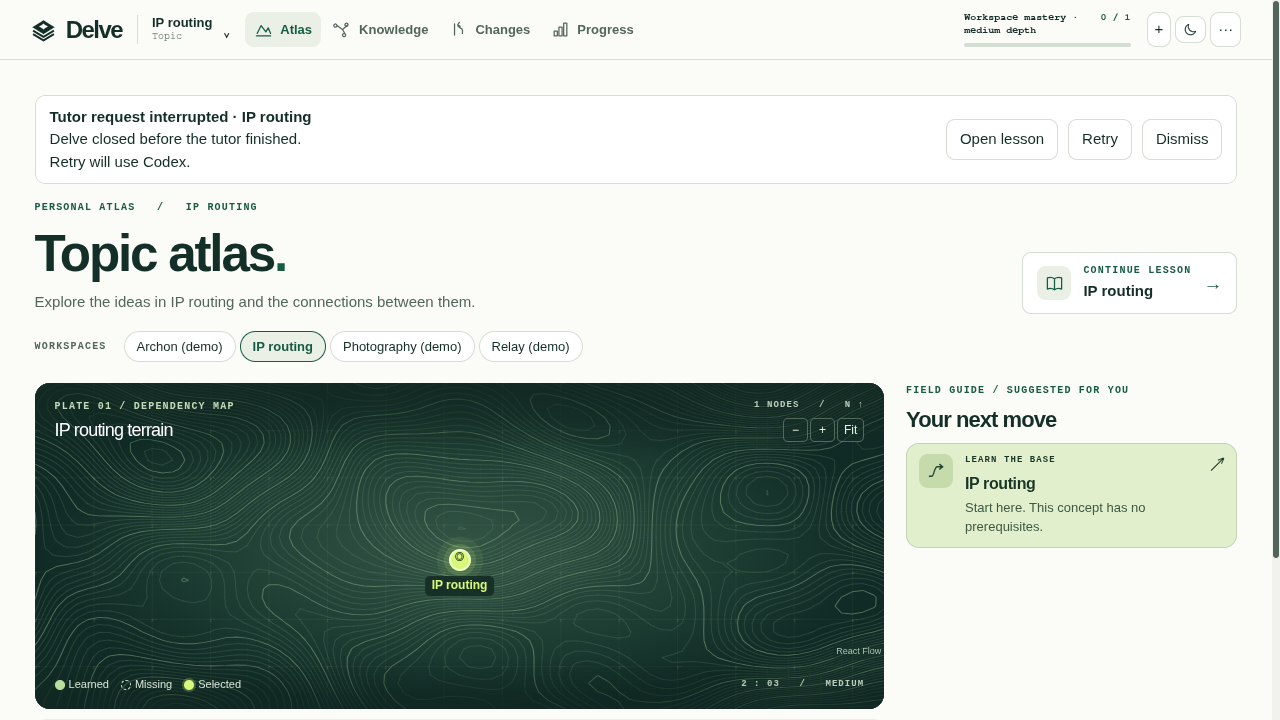 Delve
IP routing
Topic
Atlas
Knowledge
Changes
Progress
Workspace mastery · 0 / 1
medium depth
+
...
Tutor request interrupted · IP routing
Delve closed before the tutor finished.
Retry will use Codex.
Open lesson
Retry
Dismiss
PERSONAL ATLAS / IP ROUTING
Topic atlas.
Explore the ideas in IP routing and the connections between them.
CONTINUE LESSON
IP routing →
WORKSPACES
Archon (demo)
IP routing
Photography (demo)
Relay (demo)
PLATE 01 / DEPENDENCY MAP
IP routing terrain
1 NODES / N ↑
− + Fit
IP routing
React Flow
Learned
Missing
Selected
2 : 03 / MEDIUM
FIELD GUIDE / SUGGESTED FOR YOU
Your next move
LEARN THE BASE
IP routing
Start here. This concept has no
prerequisites.